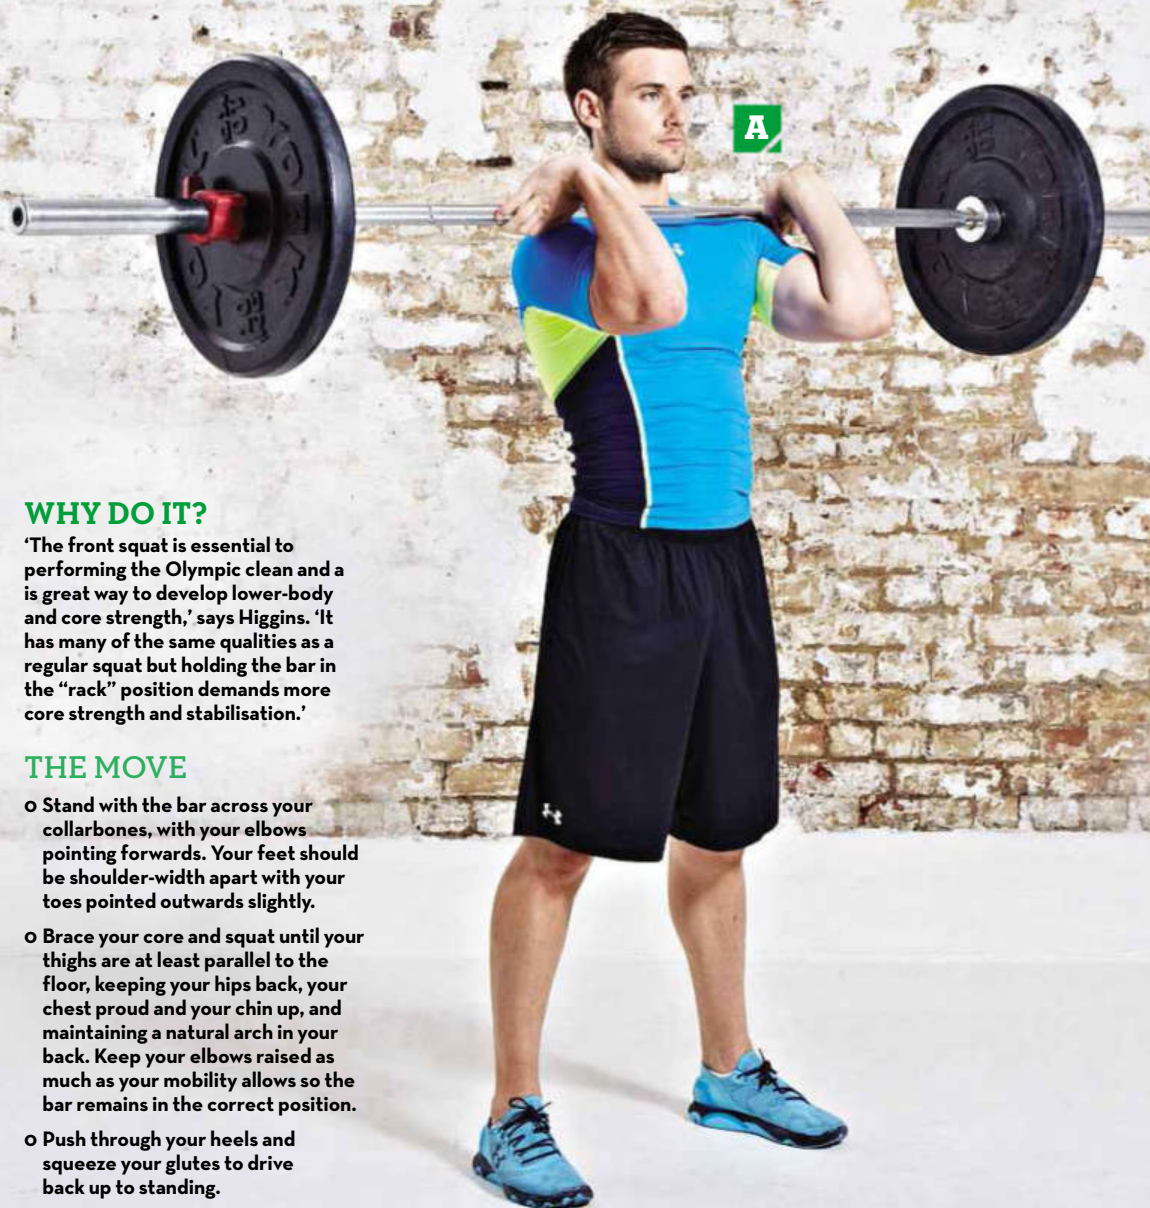 A
WHY DO IT?
‘The front squat is essential to
performing the Olympic clean and a
is great way to develop lower-body
and core strength,’ says Higgins. ‘It
has many of the same qualities as a
regular squat but holding the bar in
the “rack” position demands more
core strength and stabilisation.’
THE MOVE
o Stand with the bar across your
collarbones, with your elbows
pointing forwards. Your feet should
be shoulder-width apart with your
toes pointed outwards slightly.
o Brace your core and squat until your
thighs are at least parallel to the
floor, keeping your hips back, your
chest proud and your chin up, and
maintaining a natural arch in your
back. Keep your elbows raised as
much as your mobility allows so the
bar remains in the correct position.
o Push through your heels and
squeeze your glutes to drive
back up to standing.